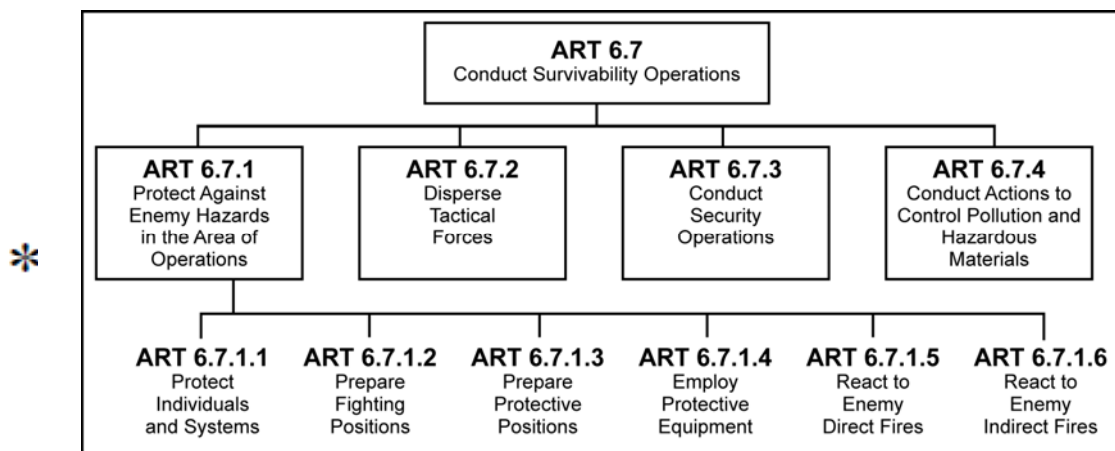 ART 6.7
Conduct Survivability Operations
ART 6.7.1
Protect Against
Enemy Hazards
in the Area of
Operations
ART 6.7.2
Disperse
Tactical
Forces
ART 6.7.3
Conduct
Security
Operations
ART 6.7.4
Conduct Actions to
Control Pollution and
Hazardous
Materials
*
ART 6.7.1.1
Protect
Individuals
and Systems
ART 6.7.1.2
Prepare
Fighting
Positions
ART 6.7.1.3
Prepare
Protective
Positions
ART 6.7.1.4
Employ
Protective
Equipment
ART 6.7.1.5
React to
Enemy
Direct Fires
ART 6.7.1.6
React to
Enemy
Indirect Fires